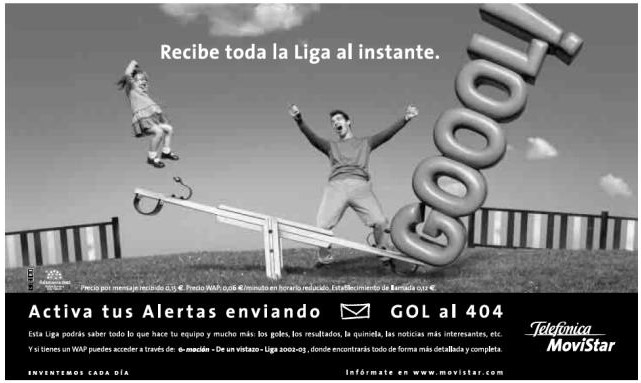 Recibe toda la Liga al instante.
GOOOL!
Precio por mensaje recibido 0,15 €. Precio WAP: 0,06 €/minuto en horario reducido. Establecimiento de llamada 0,12 €.
Activa tus Alertas enviando GOL al 404
Esta Liga podrás saber todo lo que hace tu equipo y mucho más: los goles, los resultados, la quiniela, las noticias más interesantes, etc.
Y si tienes un WAP puedes acceder a través de: e-moción - De un vistazo - Liga 2002-03, donde encontrarás todo de forma más detallada y completa.
Telefónica
MoviStar
ENVENTEMOS CADA DÍA
Infórmate en www.movistar.com